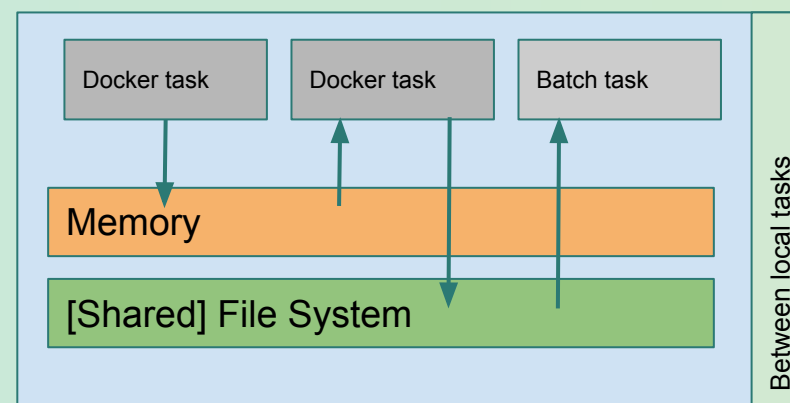 Docker task
Docker task
Batch task
Memory
[Shared] File System
Between local tasks